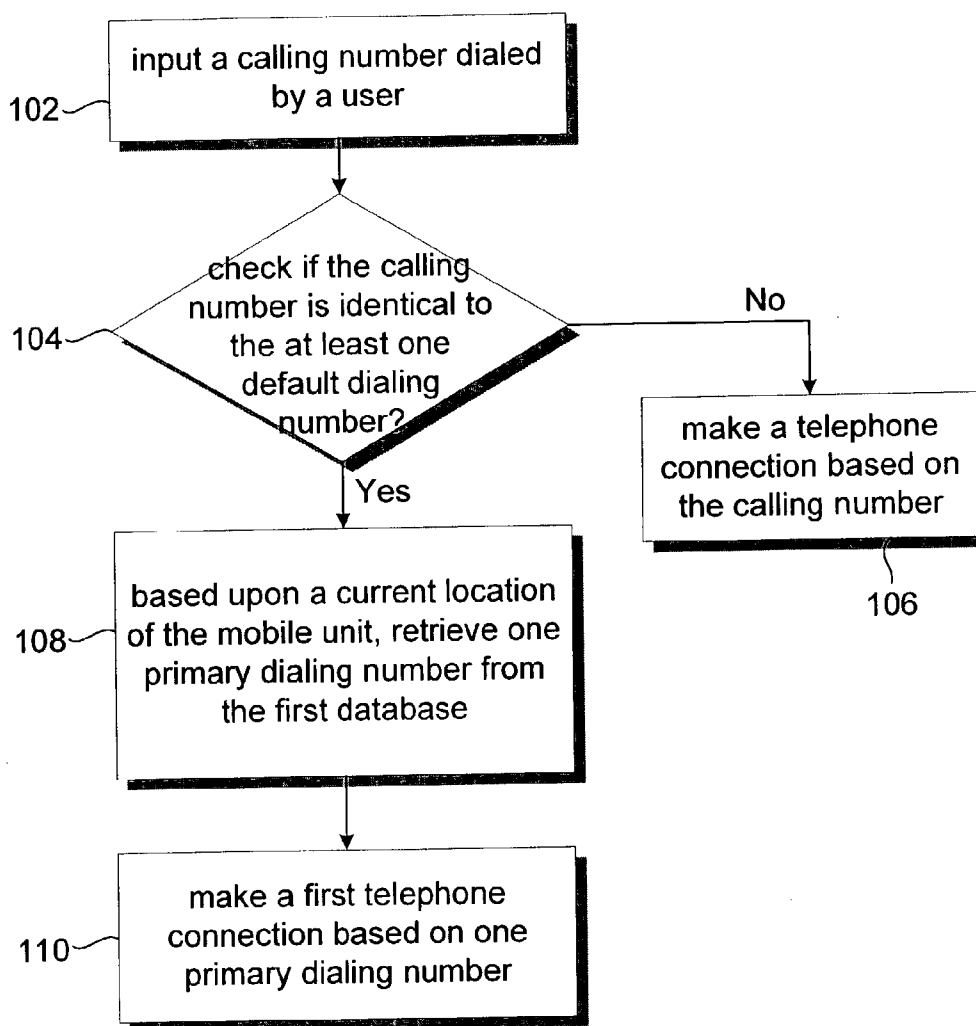 input a calling number dialed
by a user
102
check if the calling
number is identical to
the at least one
default dialing
number?
104
No
make a telephone
connection based on
the calling number
106
Yes
based upon a current location
of the mobile unit, retrieve one
primary dialing number from
the first database
108
make a first telephone
connection based on one
primary dialing number
110